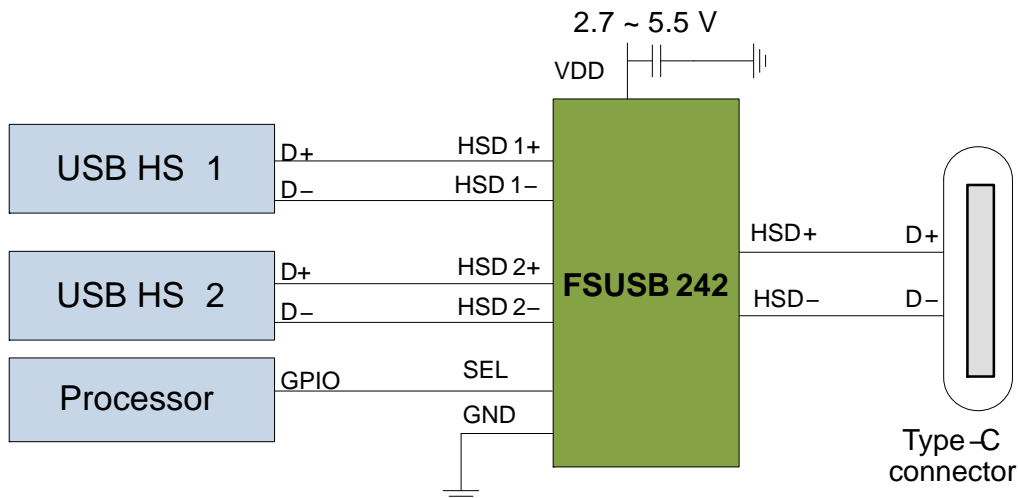 2.7 ~ 5.5 V
VDD
USB HS 1
D+
HSD 1+
D−
HSD 1−
USB HS 2
D+
HSD 2+
D−
HSD 2−
FSUSB 242
HSD+
D+
HSD−
D−
Processor
GPIO
SEL
GND
Type−C
connector